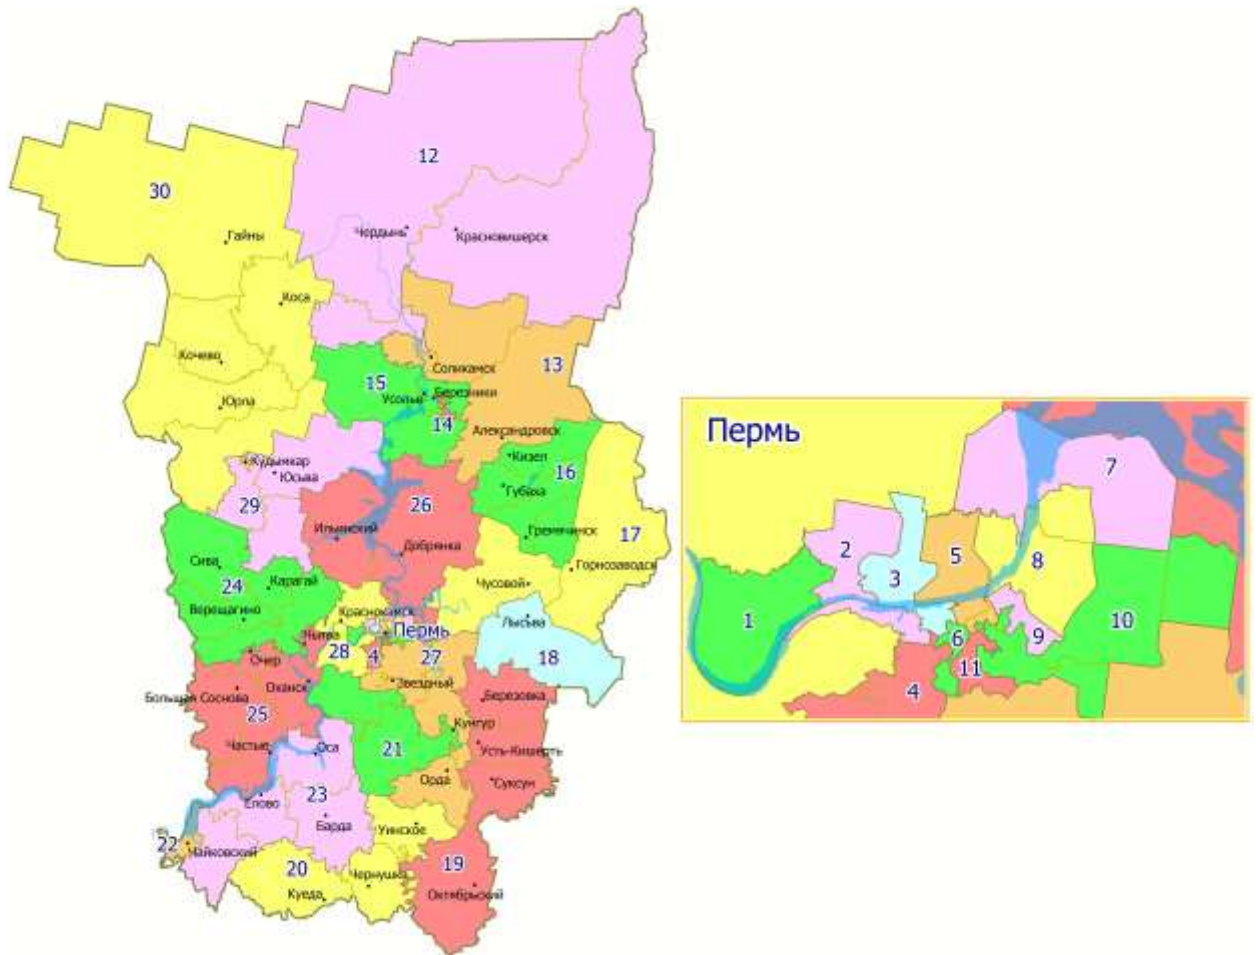 12
30
Гайны
Чердынь
Красновишерск
Коса
Кочево
Соликамск
13
15
Березники
Усолье
Юрла
14
Александровск
Кизел
Кудымкар
Юсьва
16
Губаха
26
29
Ильинский
Гремячинск
17
Добрянка
Сива
Горнозаводск
24
Карагай
Чусовой
Верещагино
Краснокамск
Лысьва
Пермь
Нытва
28
4
27
18
Очер
Оханск
Звездный
Большая Соснова
Березовка
25
Кунгур
Частые
Оса
21
Усть-Кишерть
Орда
Суксун
23
Елово
Барда
Уинское
22
Чайковский
20
19
Чернушка
Куеда
Октябрьский
Пермь
7
2
5
8
3
1
6
9
10
11
4